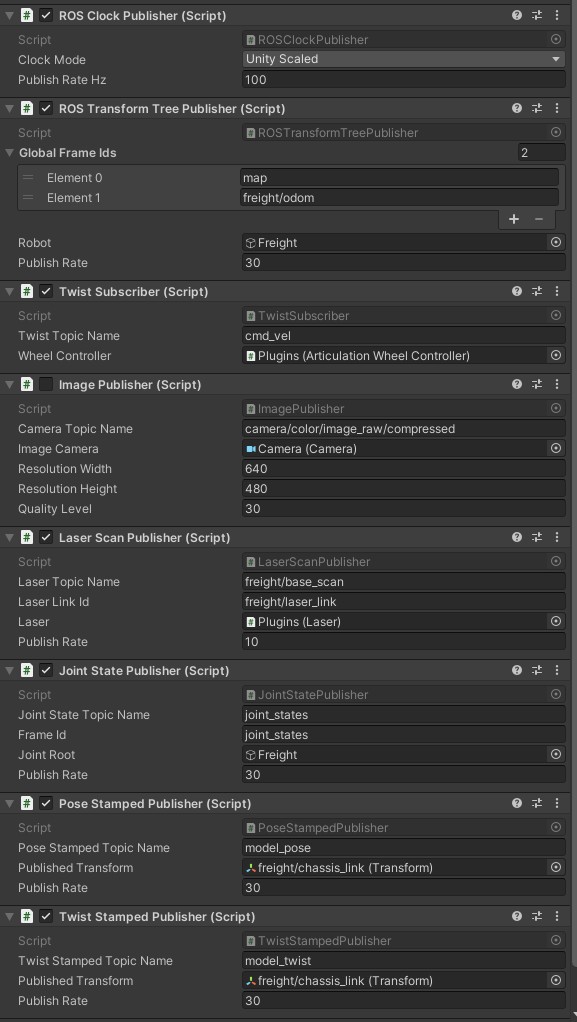 ROS Clock Publisher (Script)
Script ROSClockPublisher
Clock Mode Unity Scaled
Publish Rate Hz 100
ROS Transform Tree Publisher (Script)
Script ROSTransformTreePublisher
Global Frame Ids 2
Element 0 map
Element 1 freight/odom
Robot Freight
Publish Rate 30
Twist Subscriber (Script)
Script TwistSubscriber
Twist Topic Name cmd_vel
Wheel Controller Plugins (Articulation Wheel Controller)
Image Publisher (Script)
Script ImagePublisher
Camera Topic Name camera/color/image_raw/compressed
Image Camera Camera (Camera)
Resolution Width 640
Resolution Height 480
Quality Level 30
Laser Scan Publisher (Script)
Script LaserScanPublisher
Laser Topic Name freight/base_scan
Laser Link Id freight/laser_link
Laser Plugins (Laser)
Publish Rate 10
Joint State Publisher (Script)
Script JointStatePublisher
Joint State Topic Name joint_states
Frame Id joint_states
Joint Root Freight
Publish Rate 30
Pose Stamped Publisher (Script)
Script PoseStampedPublisher
Pose Stamped Topic Name model_pose
Published Transform freight/chassis_link (Transform)
Publish Rate 30
Twist Stamped Publisher (Script)
Script TwistStampedPublisher
Twist Stamped Topic Name model_twist
Published Transform freight/chassis_link (Transform)
Publish Rate 30